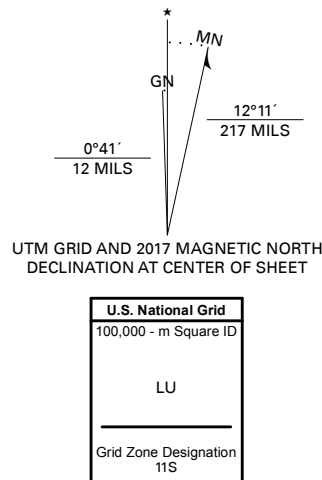 ★
MN
GN
12°11´
217 MILS
0°41´
12 MILS
UTM GRID AND 2017 MAGNETIC NORTH
DECLINATION AT CENTER OF SHEET
U.S. National Grid
100,000 - m Square ID
LU
Grid Zone Designation
11S